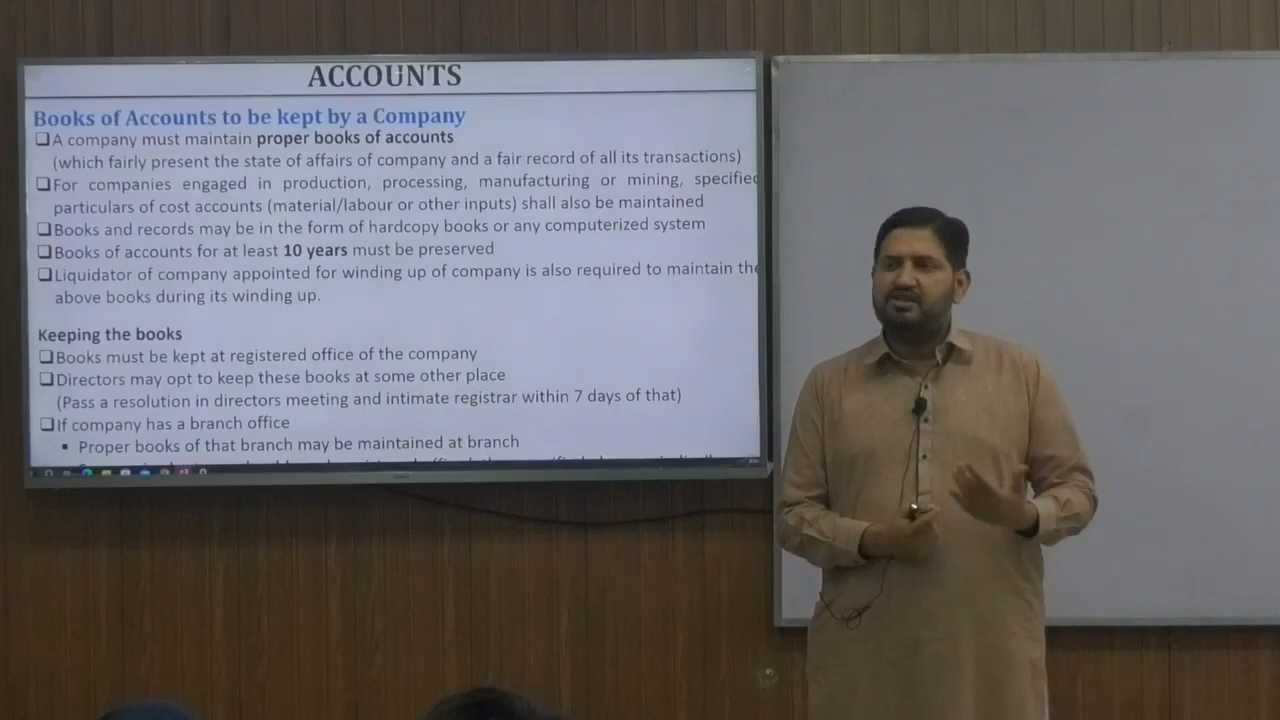 ACCOUNTS
Books of Accounts to be kept by a Company
❑A company must maintain proper books of accounts
(which fairly present the state of affairs of company and a fair record of all its transactions)
❑For companies engaged in production, processing, manufacturing or mining, specified
particulars of cost accounts (material/labour or other inputs) shall also be maintained
❑Books and records may be in the form of hardcopy books or any computerized system
❑Books of accounts for at least 10 years must be preserved
❑Liquidator of company appointed for winding up of company is also required to maintain the
above books during its winding up.
Keeping the books
❑Books must be kept at registered office of the company
❑Directors may opt to keep these books at some other place
(Pass a resolution in directors meeting and intimate registrar within 7 days of that)
❑If company has a branch office
▪ Proper books of that branch may be maintained at branch